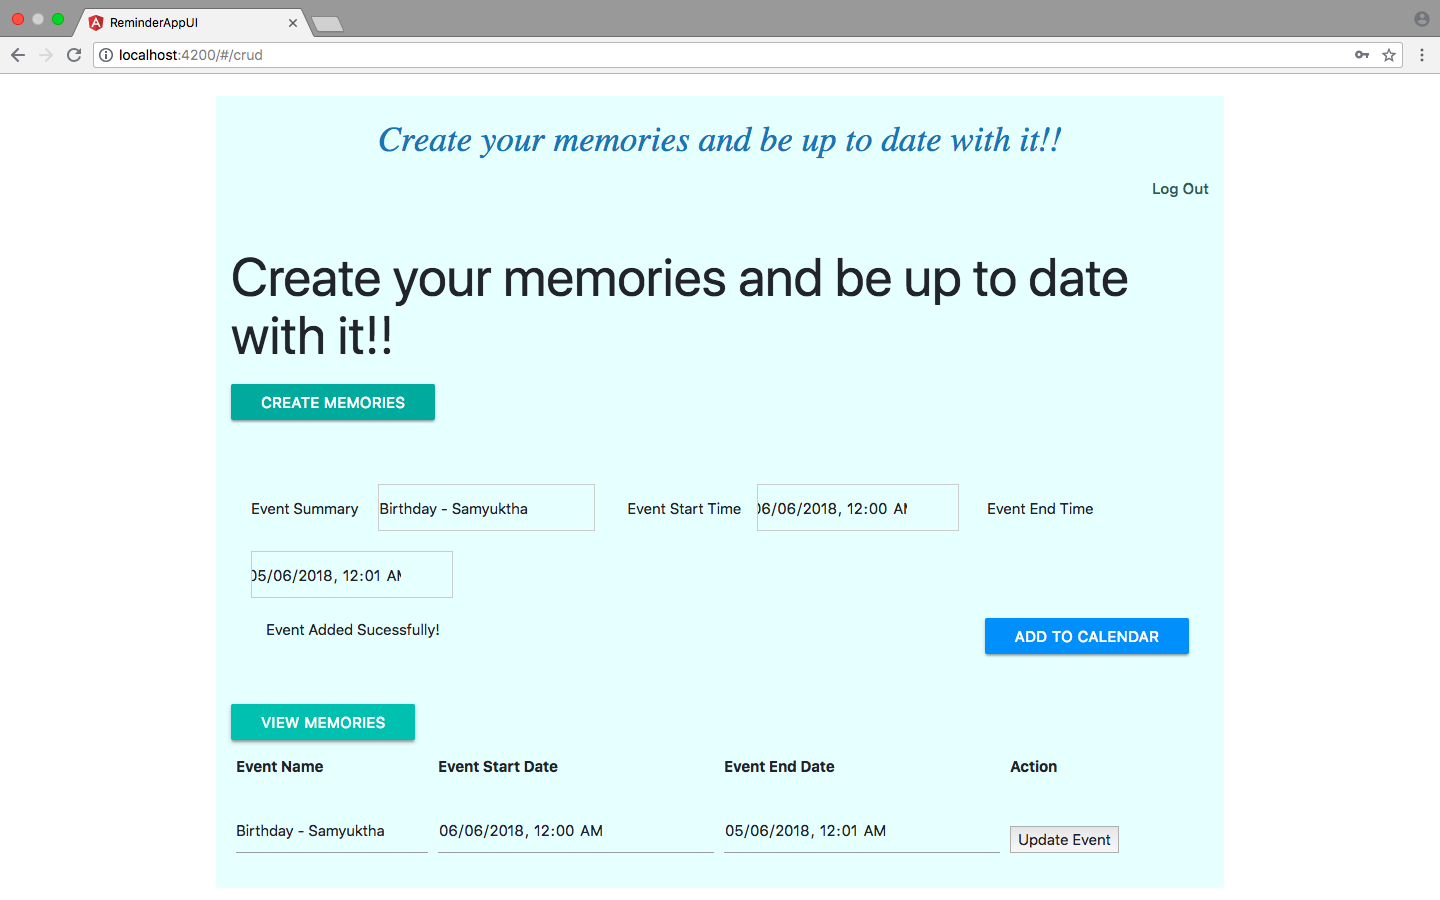 ReminderAppUI
localhost:4200/#/crud
Create your memories and be up to date with it!!
Log Out
Create your memories and be up to date
with it!!
CREATE MEMORIES
Event Summary Birthday - Samyuktha Event Start Time 06/06/2018, 12:00 AM Event End Time
05/06/2018, 12:01 AM
Event Added Sucessfully!
ADD TO CALENDAR
VIEW MEMORIES
Event Name Event Start Date Event End Date Action
Birthday - Samyuktha 06/06/2018, 12:00 AM 05/06/2018, 12:01 AM Update Event